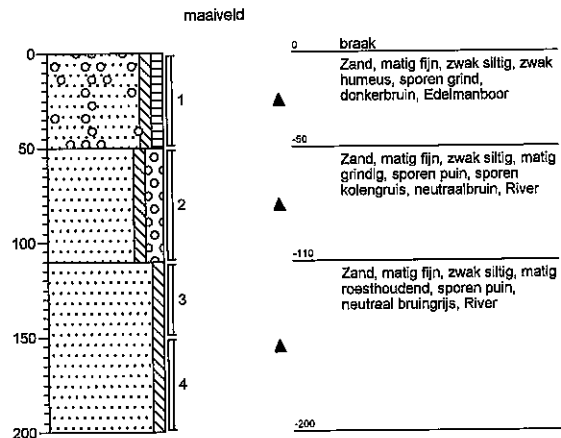 maaiveld
0
50
100
150
200
1
2
3
4
0 braak
Zand, matig fijn, zwak siltig, zwak
humeus, sporen grind,
donkerbruin, Edelmanboor
-50
Zand, matig fijn, zwak siltig, matig
grindig, sporen puin, sporen
kolengruis, neutraalbruin, River
-110
Zand, matig fijn, zwak siltig, matig
roesthoudend, sporen puin,
neutraal bruingrijs, River
-200